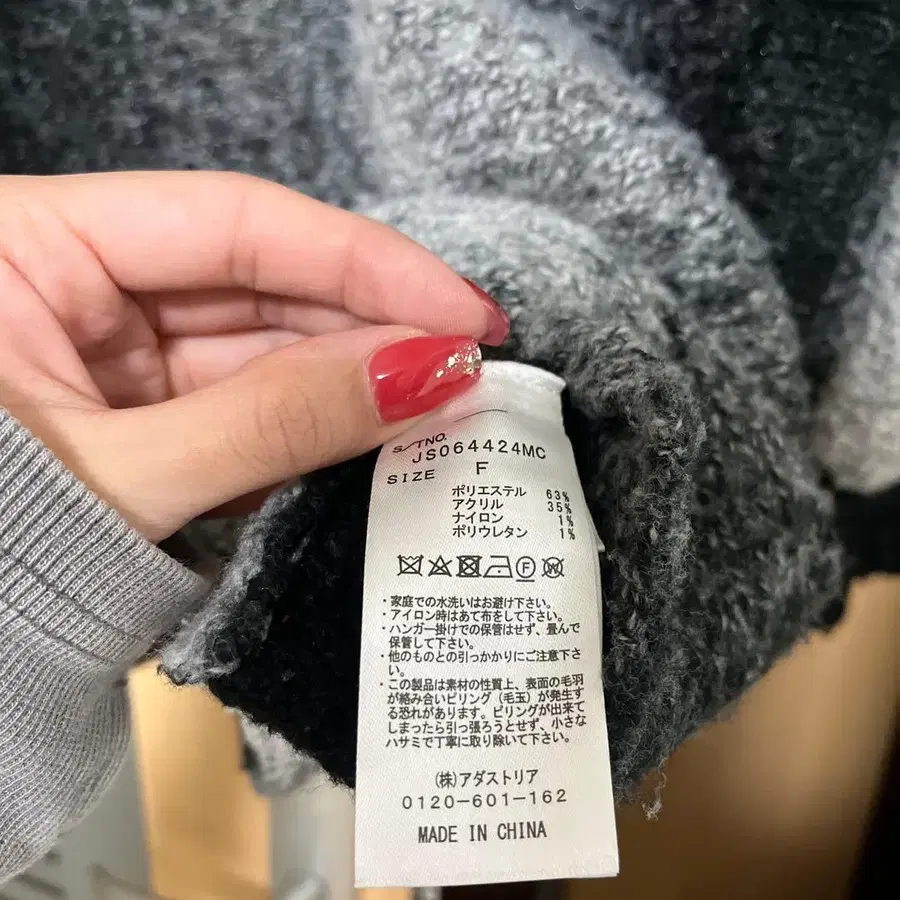 S/TNO.
JS064424MC
SIZE F
ポリエステル 63%
アクリル 35%
ナイロン 1%
ポリウレタン 1%
・家庭での水洗いはお避け下さい。
・アイロン時はあて布をして下さい。
・ハンガー掛けでの保管はせず、畳んで
保管して下さい。
・他のものとの引っかかりにご注意下さ
い。
・この製品は素材の性質上、表面の毛羽
が絡み合いピリング(毛玉)が発生す
る恐れがあります。ピリングが出来て
しまったら引っ張ろうとせず、小さな
ハサミで丁寧に取り除いて下さい。
(株)アダストリア
0120-601-162
MADE IN CHINA